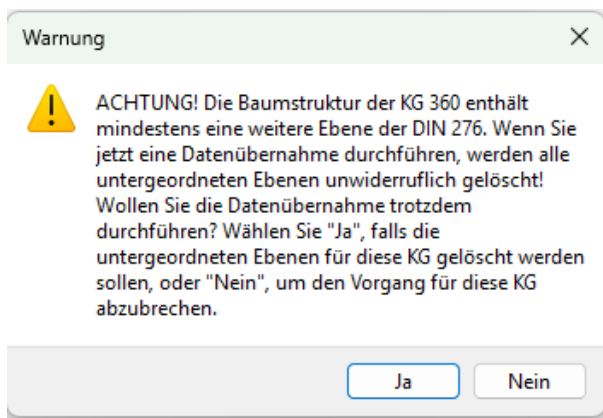 Warnung
ACHTUNG! Die Baumstruktur der KG 360 enthält
mindestens eine weitere Ebene der DIN 276. Wenn Sie
jetzt eine Datenübernahme durchführen, werden alle
untergeordneten Ebenen unwiderruflich gelöscht!
Wollen Sie die Datenübernahme trotzdem
durchführen? Wählen Sie "Ja", falls die
untergeordneten Ebenen für diese KG gelöscht werden
sollen, oder "Nein", um den Vorgang für diese KG
abzubrechen.
Ja
Nein